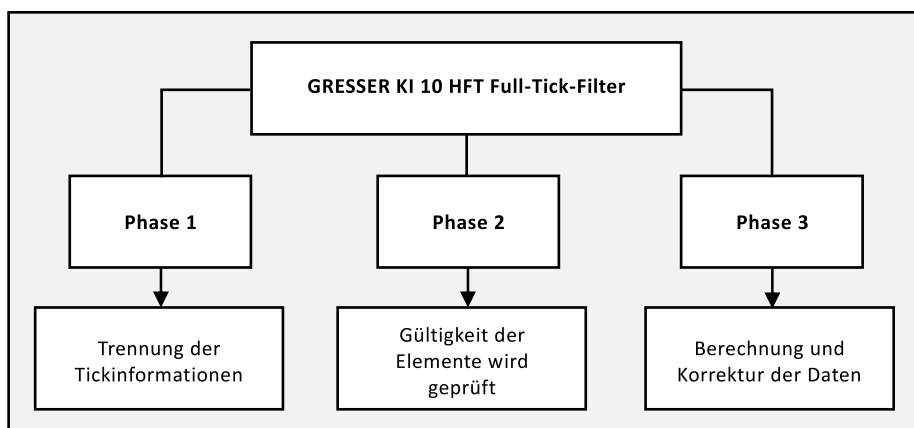 GRESSER KI 10 HFT Full-Tick-Filter
Phase 1
Phase 2
Phase 3
Trennung der
Tickinformationen
Gültigkeit der
Elemente wird
geprüft
Berechnung und
Korrektur der Daten